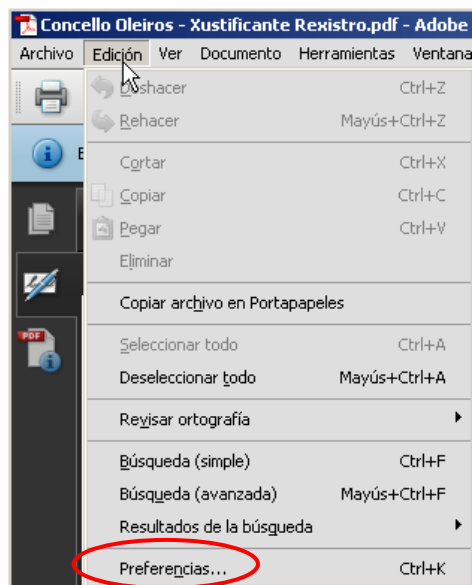 Concello Oleiros - Xustificante Rexistro.pdf - Adobe
Archivo Edición Ver Documento Herramientas Ventana
Deshacer Ctrl+Z
Rehacer Mayús+Ctrl+Z
Cortar Ctrl+X
Copiar Ctrl+C
Pegar Ctrl+V
Eliminar
Copiar archivo en Portapapeles
Seleccionar todo Ctrl+A
Deseleccionar todo Mayús+Ctrl+A
Revisar ortografía
Búsqueda (simple) Ctrl+F
Búsqueda (avanzada) Mayús+Ctrl+F
Resultados de la búsqueda
Preferencias... Ctrl+K
PDF